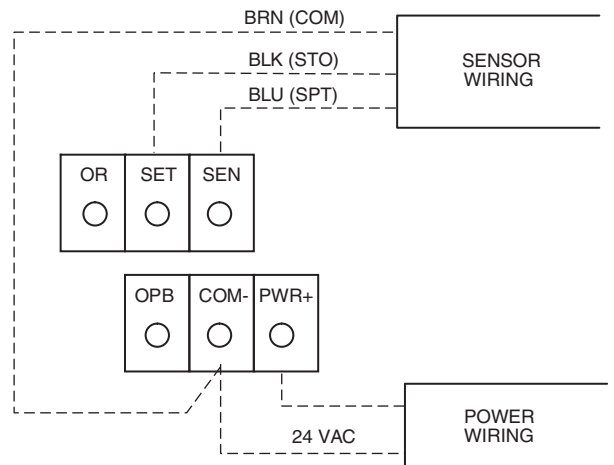 BRN (COM)
BLK (STO)
BLU (SPT)
SENSOR
WIRING
OR SET SEN
OPB COM- PWR+
24 VAC
POWER
WIRING